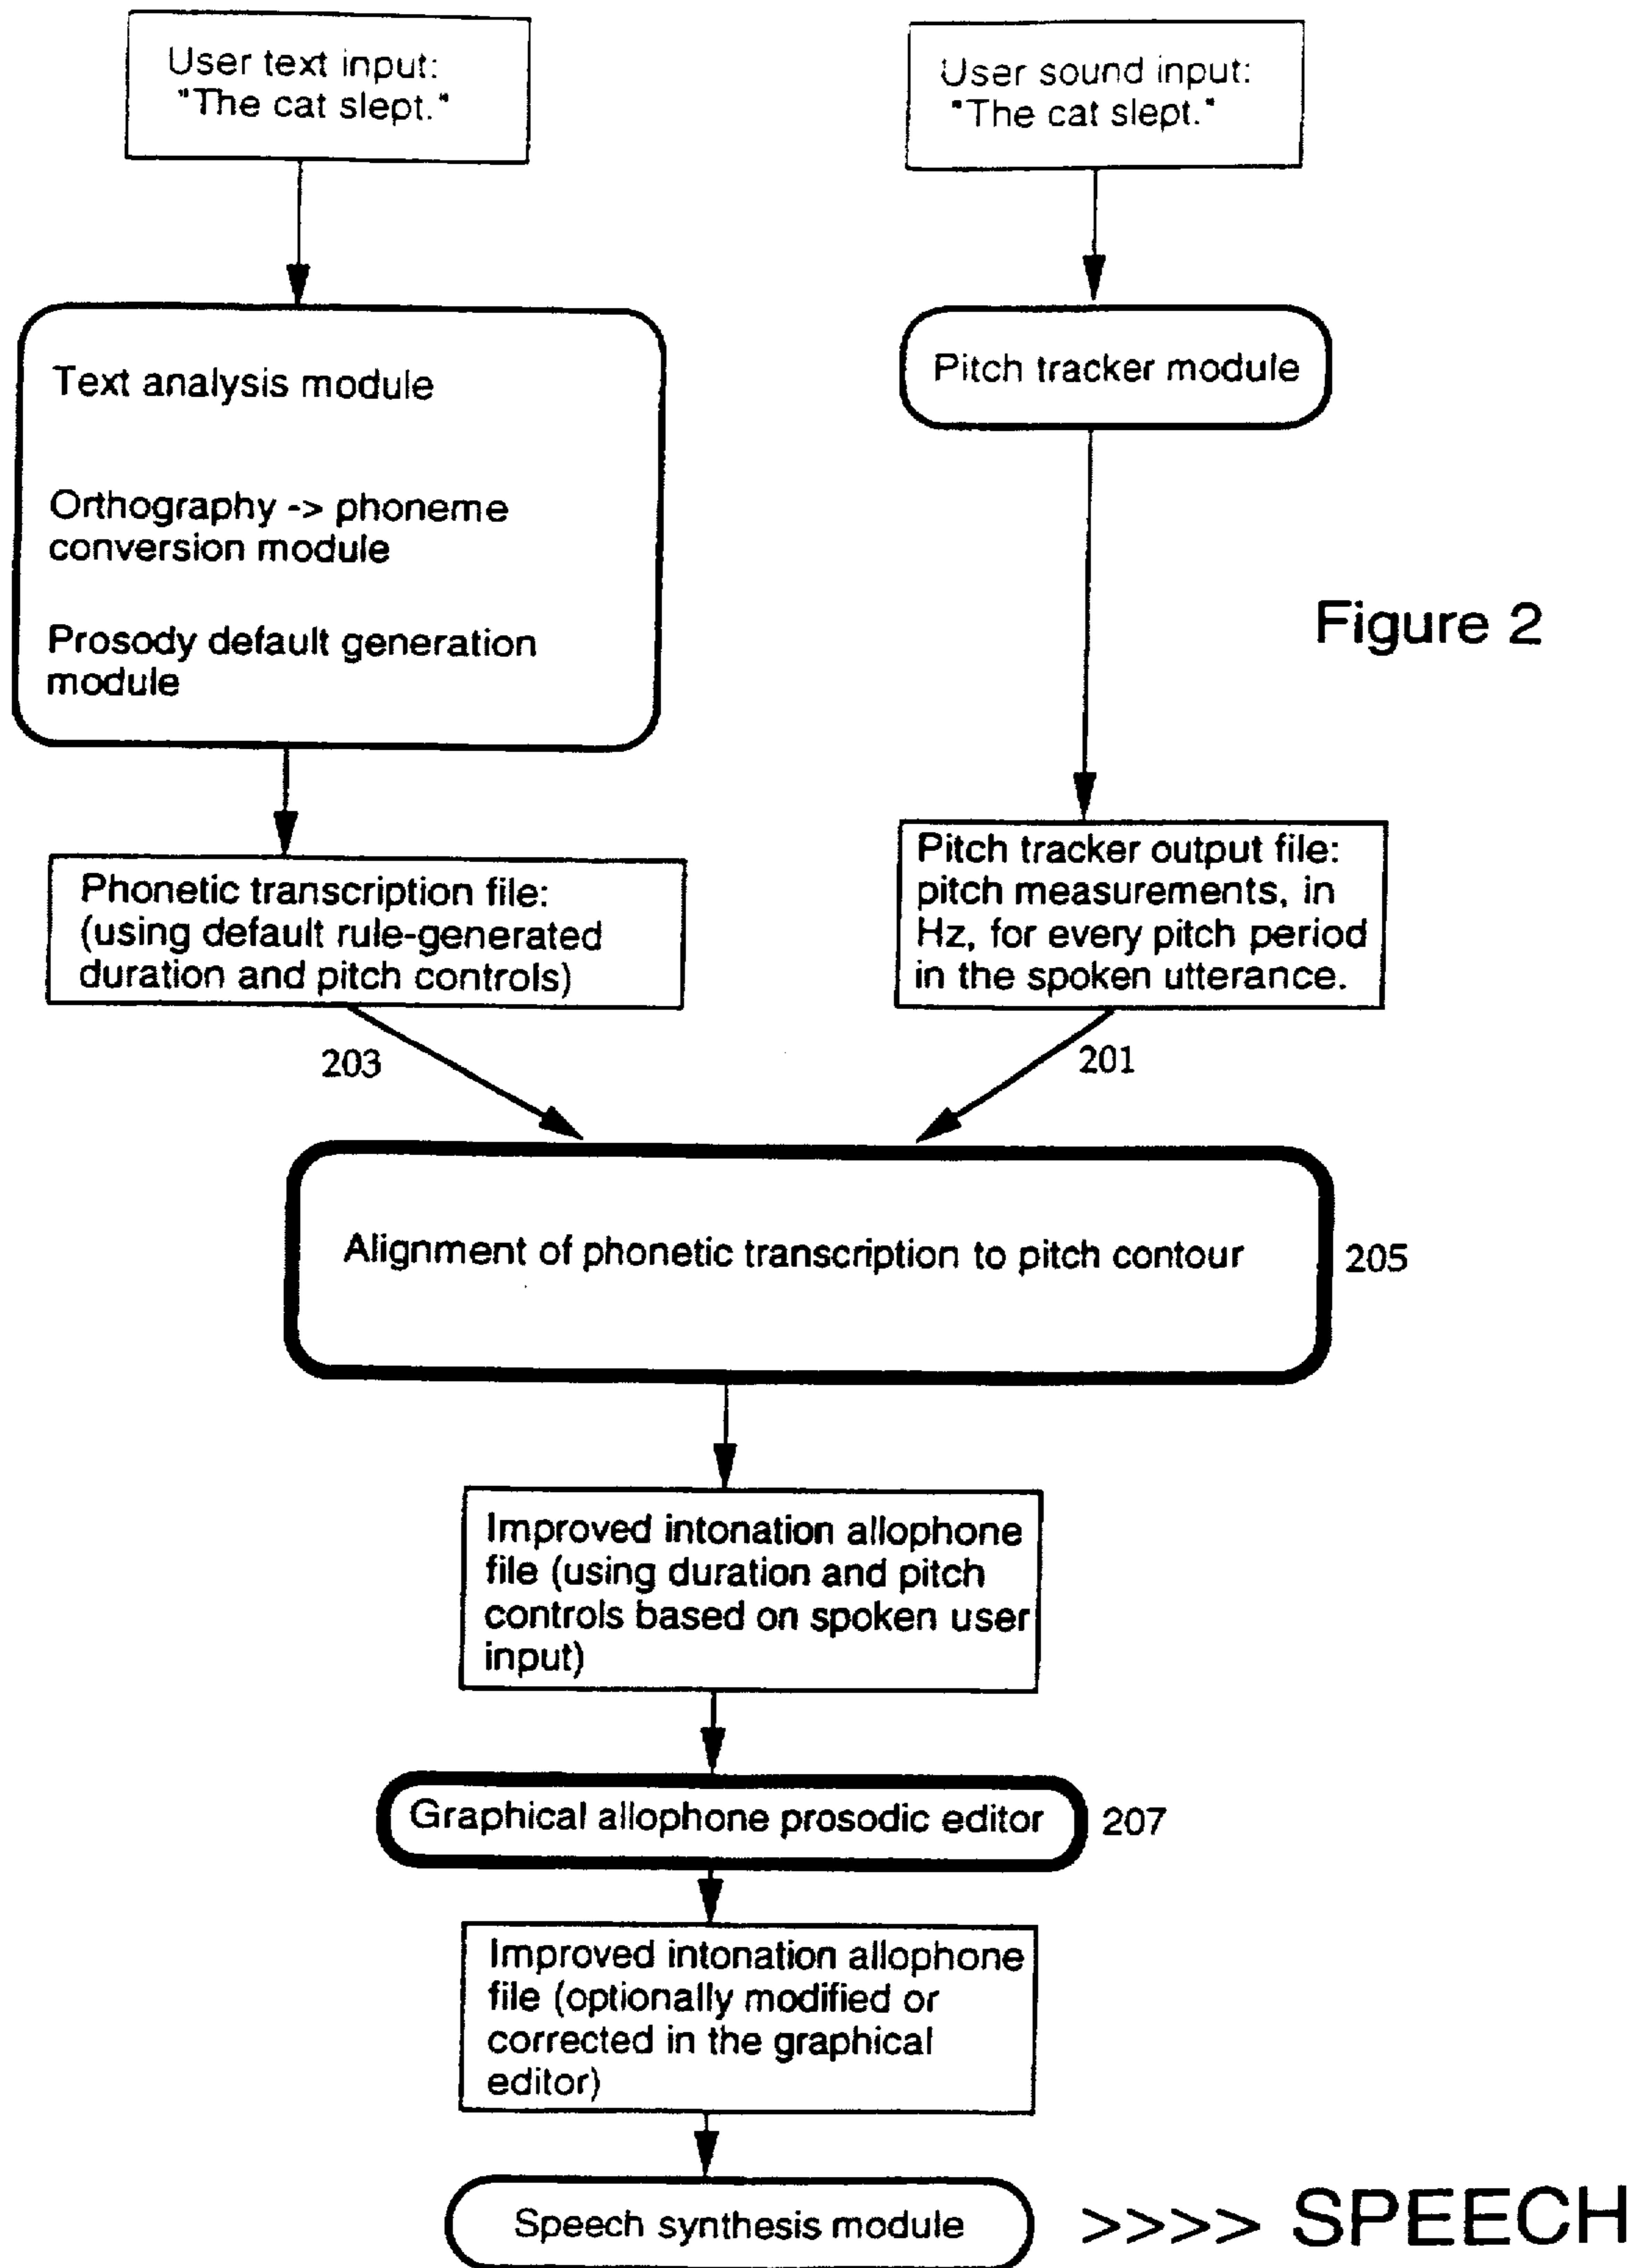 User text input:
"The cat slept."
User sound input:
"The cat slept."
Text analysis module
Orthography -> phoneme
conversion module
Prosody default generation
module
Pitch tracker module
Figure 2
Phonetic transcription file:
(using default rule-generated
duration and pitch controls)
Pitch tracker output file:
pitch measurements, in
Hz, for every pitch period
in the spoken utterance.
203
201
Alignment of phonetic transcription to pitch contour
205
Improved intonation allophone
file (using duration and pitch
controls based on spoken user
input)
Graphical allophone prosodic editor
207
Improved intonation allophone
file (optionally modified or
corrected in the graphical
editor)
Speech synthesis module
>>>> SPEECH